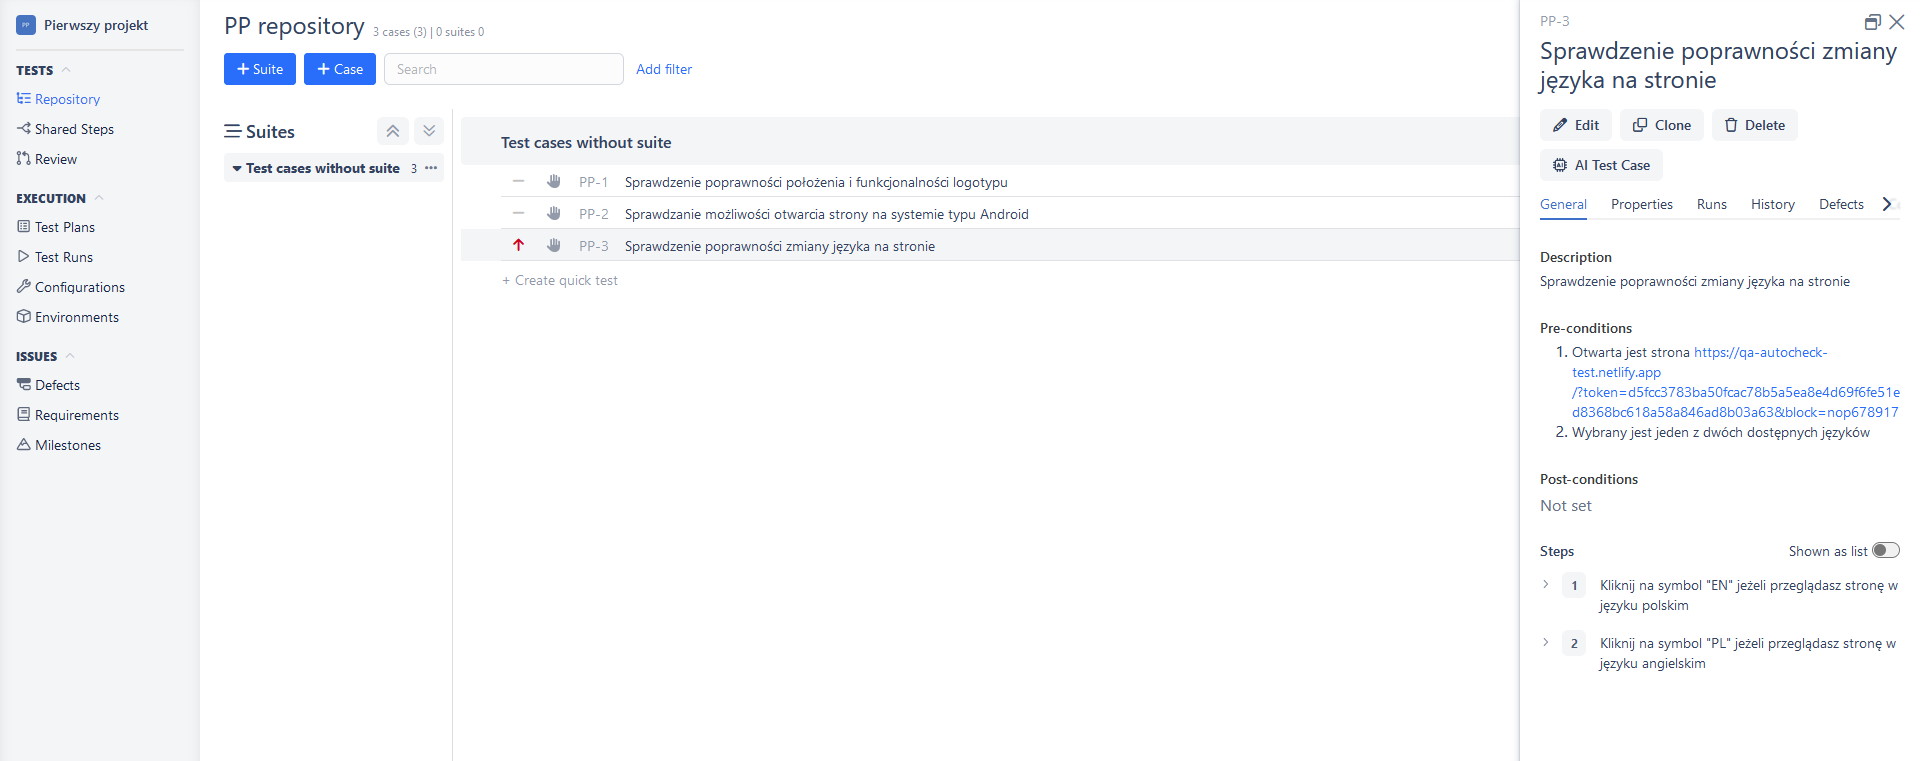 PP Pierwszy projekt
TESTS
Repository
Shared Steps
Review
EXECUTION
Test Plans
Test Runs
Configurations
Environments
ISSUES
Defects
Requirements
Milestones
PP repository 3 cases (3) | 0 suites 0
+ Suite + Case Search Add filter
Suites
Test cases without suite 3 ···
Test cases without suite
PP-1 Sprawdzenie poprawności położenia i funkcjonalności logotypu
PP-2 Sprawdzanie możliwości otwarcia strony na systemie typu Android
PP-3 Sprawdzenie poprawności zmiany języka na stronie
+ Create quick test
PP-3
Sprawdzenie poprawności zmiany
języka na stronie
Edit Clone Delete
AI Test Case
General Properties Runs History Defects
Description
Sprawdzenie poprawności zmiany języka na stronie
Pre-conditions
1. Otwarta jest strona https://qa-autocheck-
test.netlify.app
/?token=d5fcc3783ba50fcac78b5a5ea8e4d69f6fe51e
d8368bc618a58a846ad8b03a63&block=nop678917
2. Wybrany jest jeden z dwóch dostępnych języków
Post-conditions
Not set
Steps Shown as list
1 Kliknij na symbol "EN" jeżeli przeglądasz stronę w
języku polskim
2 Kliknij na symbol "PL" jeżeli przeglądasz stronę w
języku angielskim